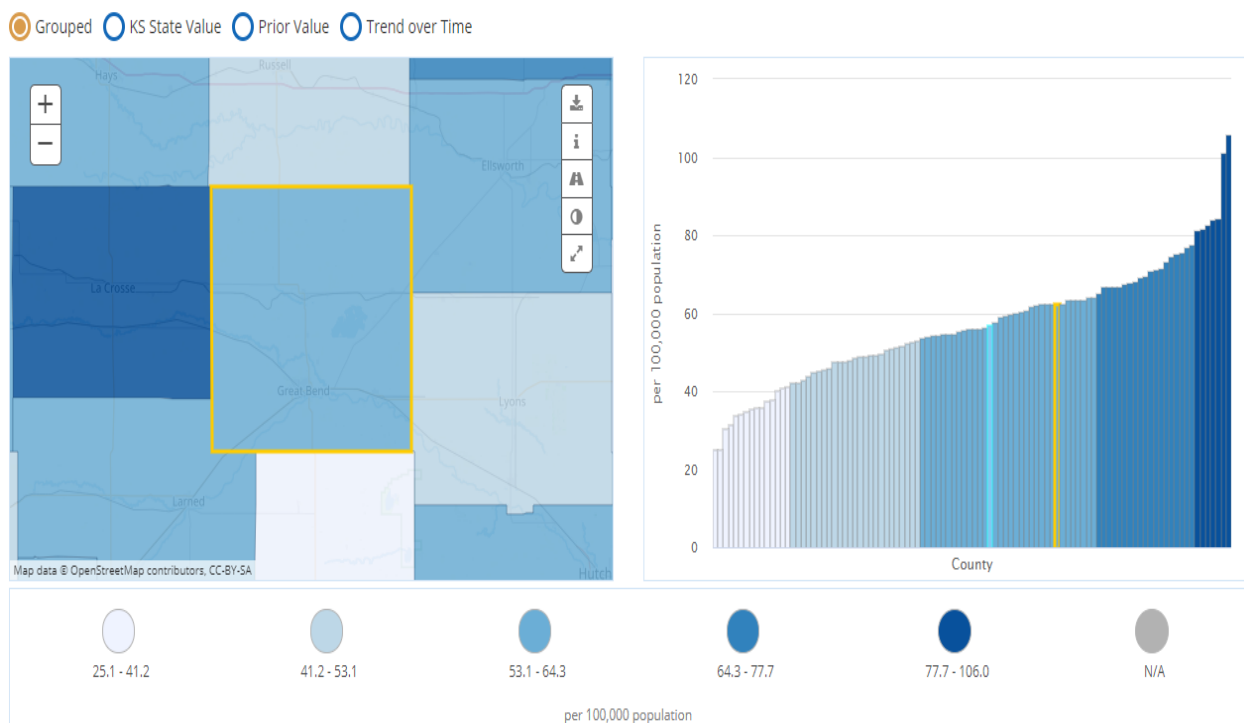 Grouped KS State Value Prior Value Trend over Time
Hays
Russell
+
−
i
Ellsworth
La Crosse
Great Bend
Lyons
Larned
Hutch
Map data © OpenStreetMap contributors, CC-BY-SA
per 100,000 population
120
100
80
60
40
20
0
County
25.1 - 41.2 41.2 - 53.1 53.1 - 64.3 64.3 - 77.7 77.7 - 106.0 N/A
per 100,000 population